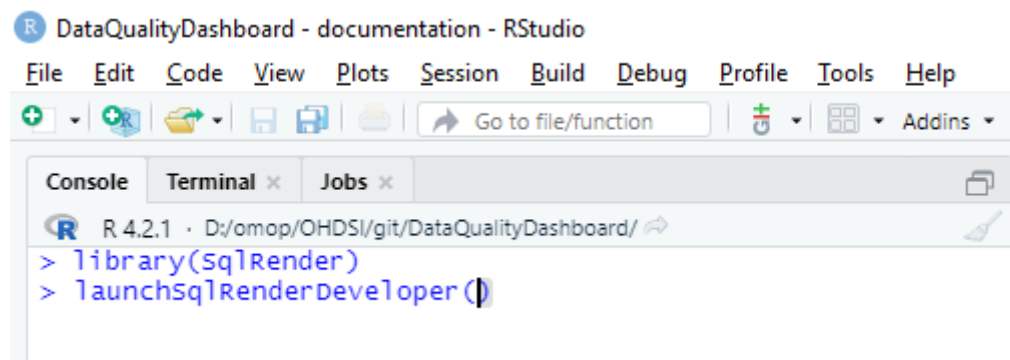 DataQualityDashboard - documentation - RStudio
File Edit Code View Plots Session Build Debug Profile Tools Help
Go to file/function Addins
Console Terminal Jobs
R 4.2.1 · D:/omop/OHDSI/git/DataQualityDashboard/
> library(SqlRender)
> launchSqlRenderDeveloper()